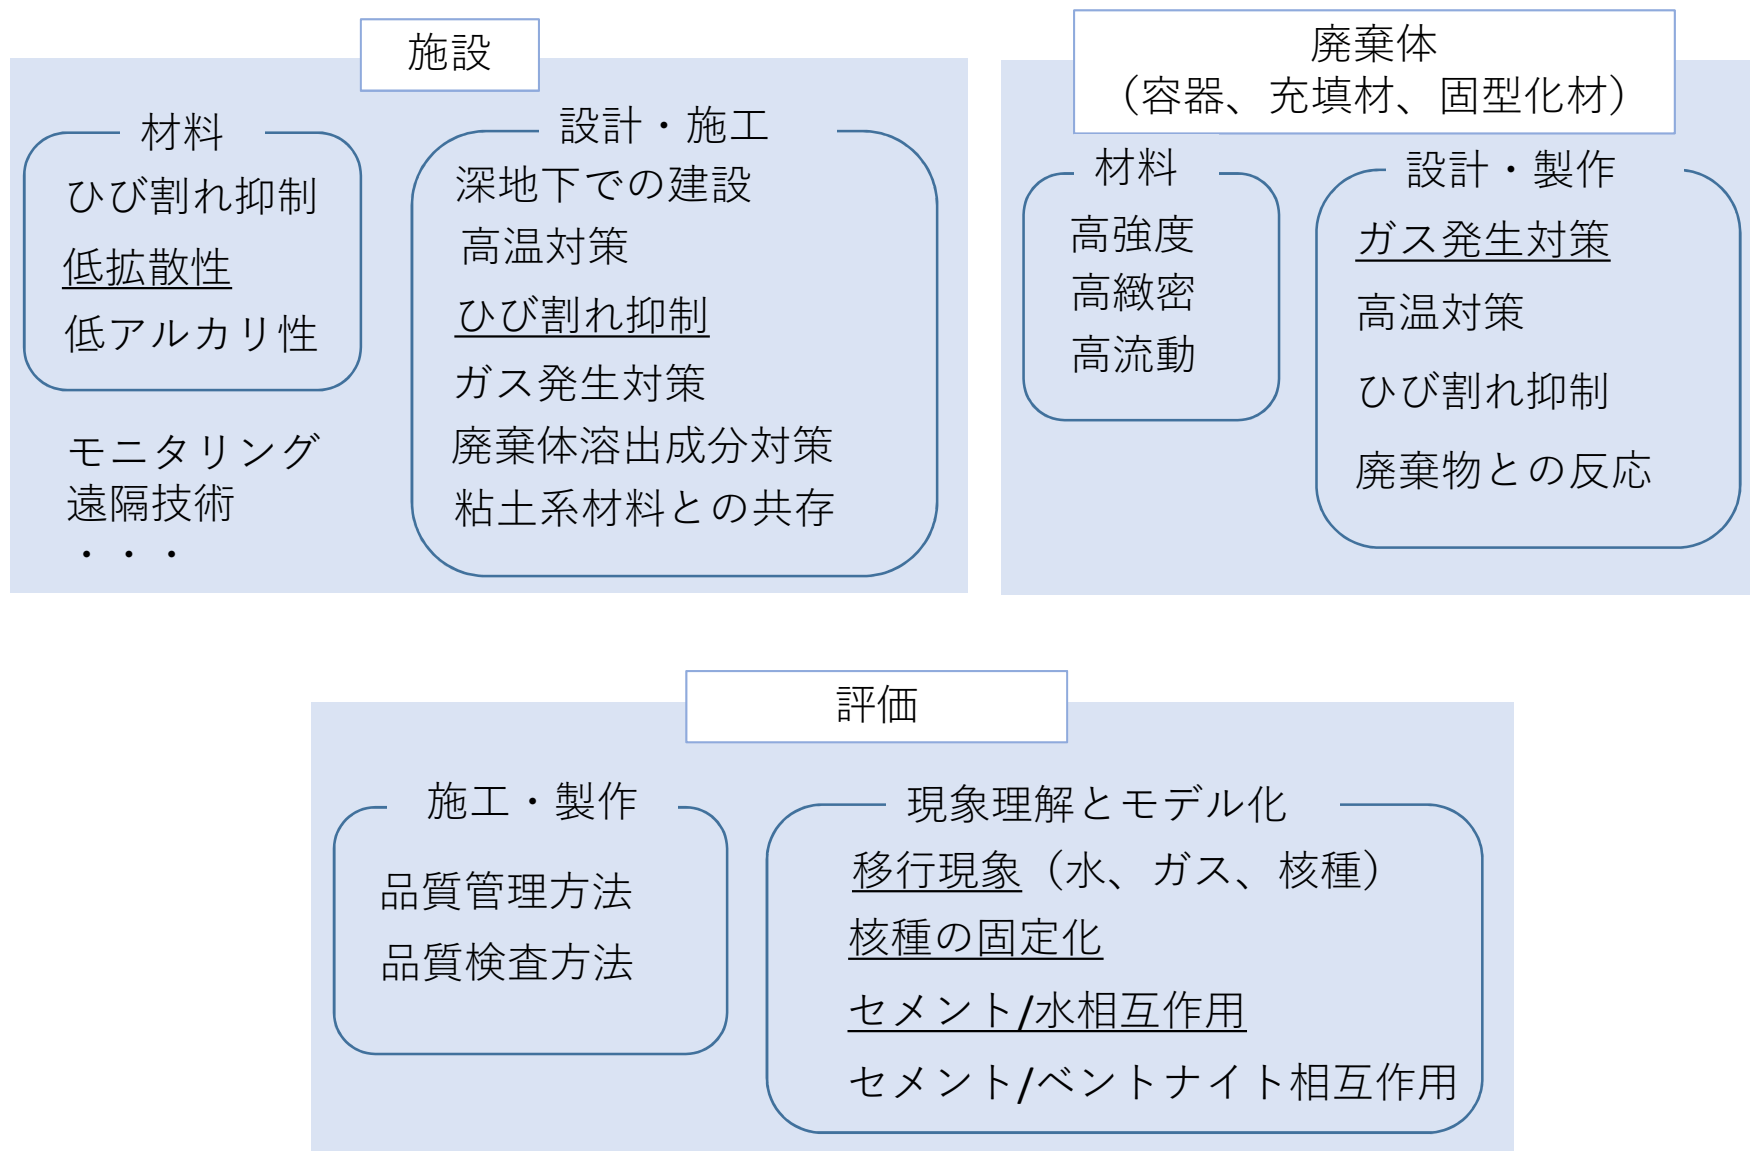 施設
材料
ひび割れ抑制
低拡散性
低アルカリ性
モニタリング
遠隔技術
・・・
設計・施工
深地下での建設
高温対策
ひび割れ抑制
ガス発生対策
廃棄体溶出成分対策
粘土系材料との共存
廃棄体
（容器、充填材、固型化材）
材料
高強度
高緻密
高流動
設計・製作
ガス発生対策
高温対策
ひび割れ抑制
廃棄物との反応
評価
施工・製作
品質管理方法
品質検査方法
現象理解とモデル化
移行現象（水、ガス、核種）
核種の固定化
セメント/水相互作用
セメント/ベントナイト相互作用